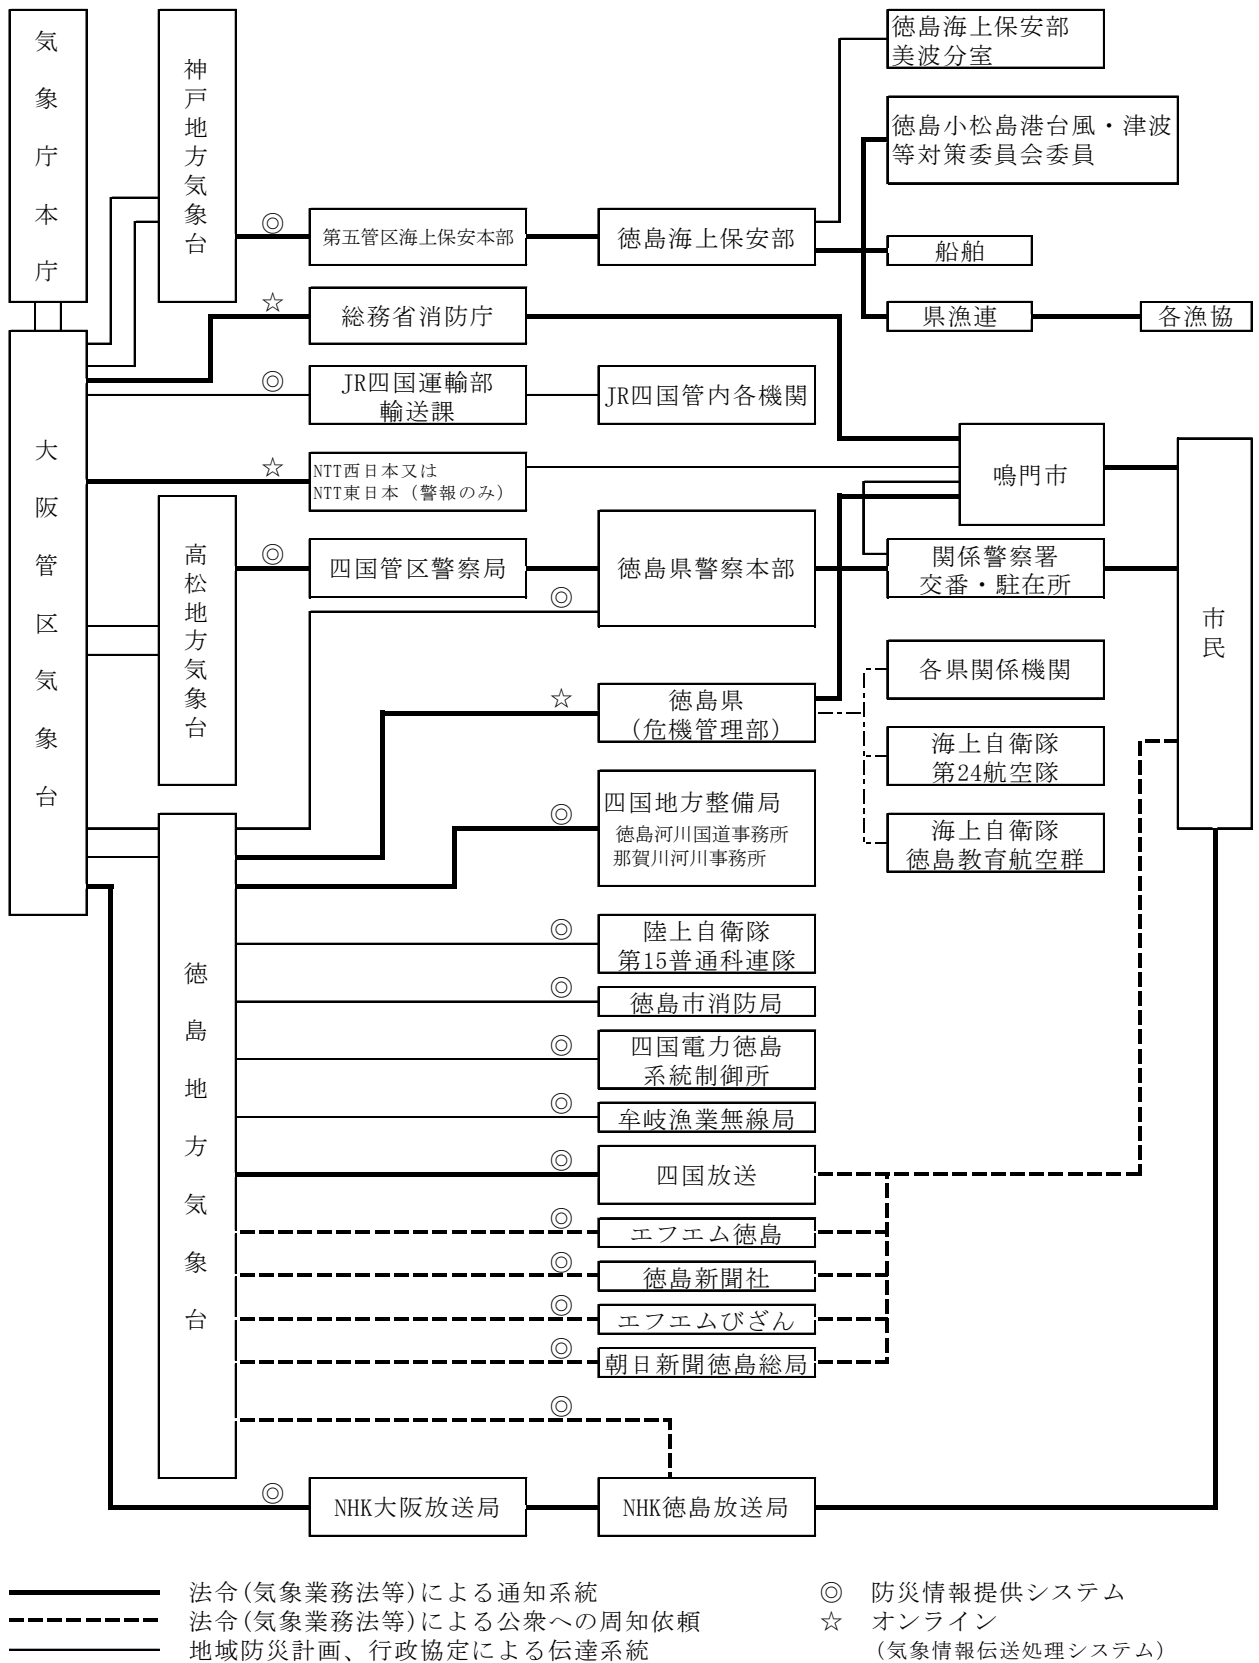 気象庁本庁
神戸地方気象台
徳島海上保安部
美波分室
徳島小松島港台風・津波
等対策委員会委員
◎
第五管区海上保安本部
徳島海上保安部
船舶
☆
総務省消防庁
県漁連
各漁協
大阪管区気象台
◎
JR四国運輸部
輸送課
JR四国管内各機関
☆
NTT西日本又は
NTT東日本（警報のみ）
鳴門市
市民
高松地方気象台
◎
四国管区警察局
徳島県警察本部
関係警察署
交番・駐在所
◎
☆
徳島県
(危機管理部)
各県関係機関
海上自衛隊
第24航空隊
◎
四国地方整備局
徳島河川国道事務所
那賀川河川事務所
海上自衛隊
徳島教育航空群
徳島地方気象台
◎
陸上自衛隊
第15普通科連隊
◎
徳島市消防局
◎
四国電力徳島
系統制御所
◎
牟岐漁業無線局
◎
四国放送
◎
エフエム徳島
◎
徳島新聞社
◎
エフエムびざん
◎
朝日新聞徳島総局
◎
◎
NHK大阪放送局
NHK徳島放送局
法令(気象業務法等)による通知系統
法令(気象業務法等)による公衆への周知依頼
地域防災計画、行政協定による伝達系統
◎ 防災情報提供システム
☆ オンライン
（気象情報伝送処理システム）